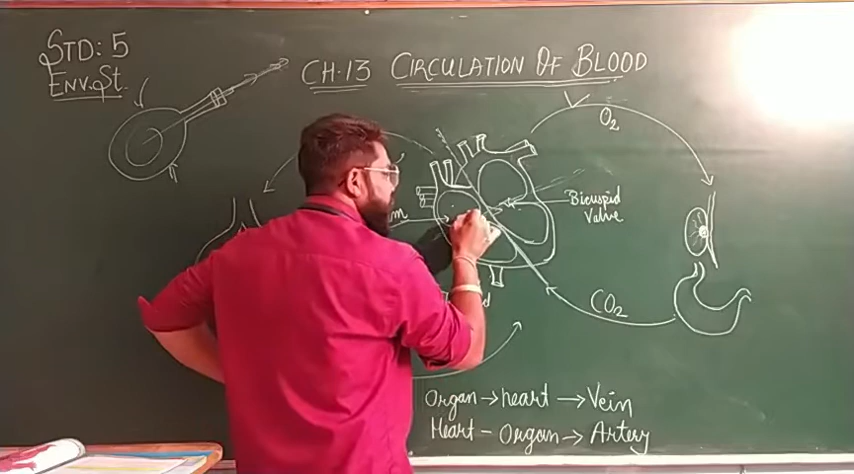 STD: 5
ENV.St.
CH-13 CIRCULATION OF BLOOD
O₂
Bicuspid
Valve
CO₂
Organ → heart → Vein
Heart - Organ → Artery